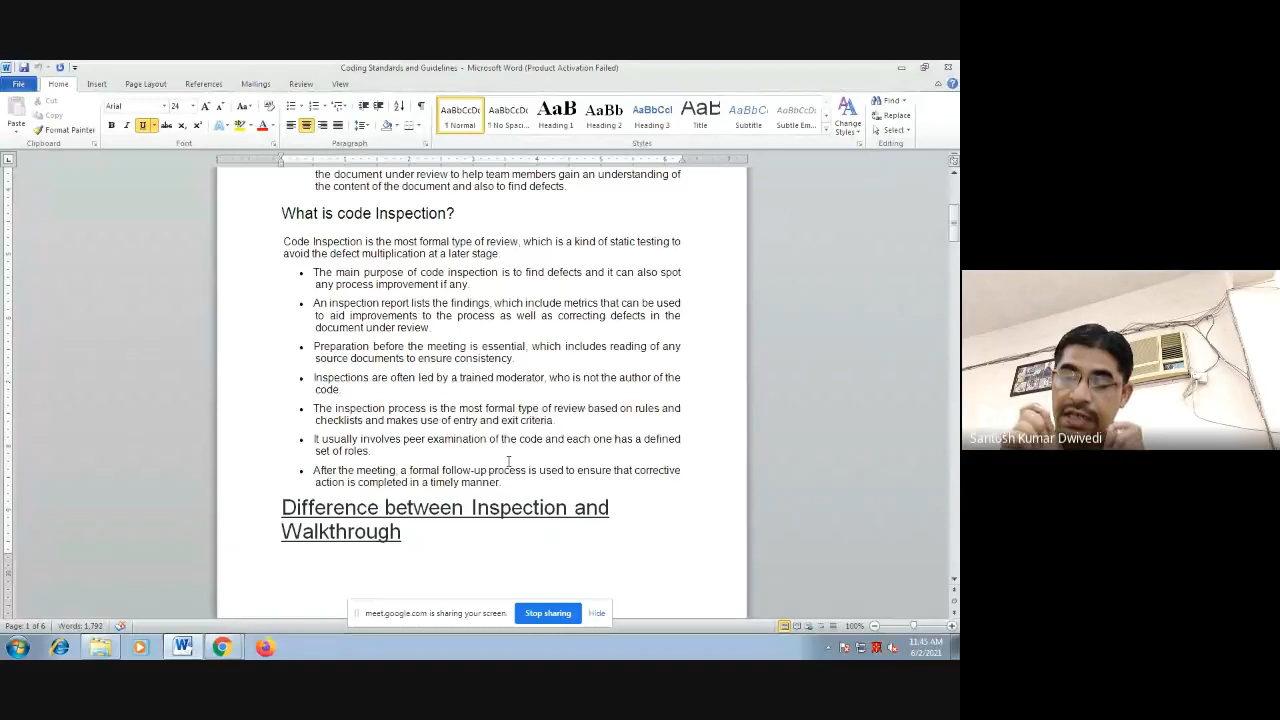 Coding Standards and Guidelines - Microsoft Word (Product Activation Failed)
File Home Insert Page Layout References Mailings Review View
Paste
Cut
Copy
Format Painter
Clipboard
Arial 24
Font
Paragraph
AaBbCcDc AaBbCcDc AaB AaBb AaBbCcI AaB AaBbCcDc AaBbCcDc
¶ Normal ¶ No Spaci... Heading 1 Heading 2 Heading 3 Title Subtitle Subtle Em...
Styles
Change Styles
Find
Replace
Select
Editing
the document under review to help team members gain an understanding of
the content of the document and also to find defects.
What is code Inspection?
Code Inspection is the most formal type of review, which is a kind of static testing to
avoid the defect multiplication at a later stage.
• The main purpose of code inspection is to find defects and it can also spot
any process improvement if any.
• An inspection report lists the findings, which include metrics that can be used
to aid improvements to the process as well as correcting defects in the
document under review.
• Preparation before the meeting is essential, which includes reading of any
source documents to ensure consistency.
• Inspections are often led by a trained moderator, who is not the author of the
code.
• The inspection process is the most formal type of review based on rules and
checklists and makes use of entry and exit criteria.
• It usually involves peer examination of the code and each one has a defined
set of roles.
• After the meeting, a formal follow-up process is used to ensure that corrective
action is completed in a timely manner.
Difference between Inspection and
Walkthrough
meet.google.com is sharing your screen. Stop sharing Hide
Page: 1 of 6 Words: 1,792 100%
11:45 AM
6/2/2021
Santosh Kumar Dwivedi